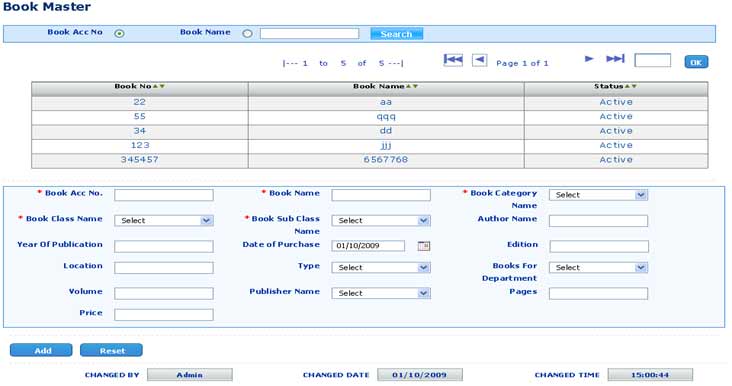 Book Master
Book Acc No Book Name Search
|--- 1 to 5 of 5 ---| Page 1 of 1 OK
Book No Book Name Status
22 aa Active
55 qqq Active
34 dd Active
123 jjj Active
345457 6567768 Active
* Book Acc No. * Book Name * Book Category Name Select
* Book Class Name Select * Book Sub Class Name Select Author Name
Year Of Publication Date of Purchase 01/10/2009 Edition
Location Type Select Books For Department Select
Volume Publisher Name Select Pages
Price
Add Reset
CHANGED BY Admin CHANGED DATE 01/10/2009 CHANGED TIME 15:00:44